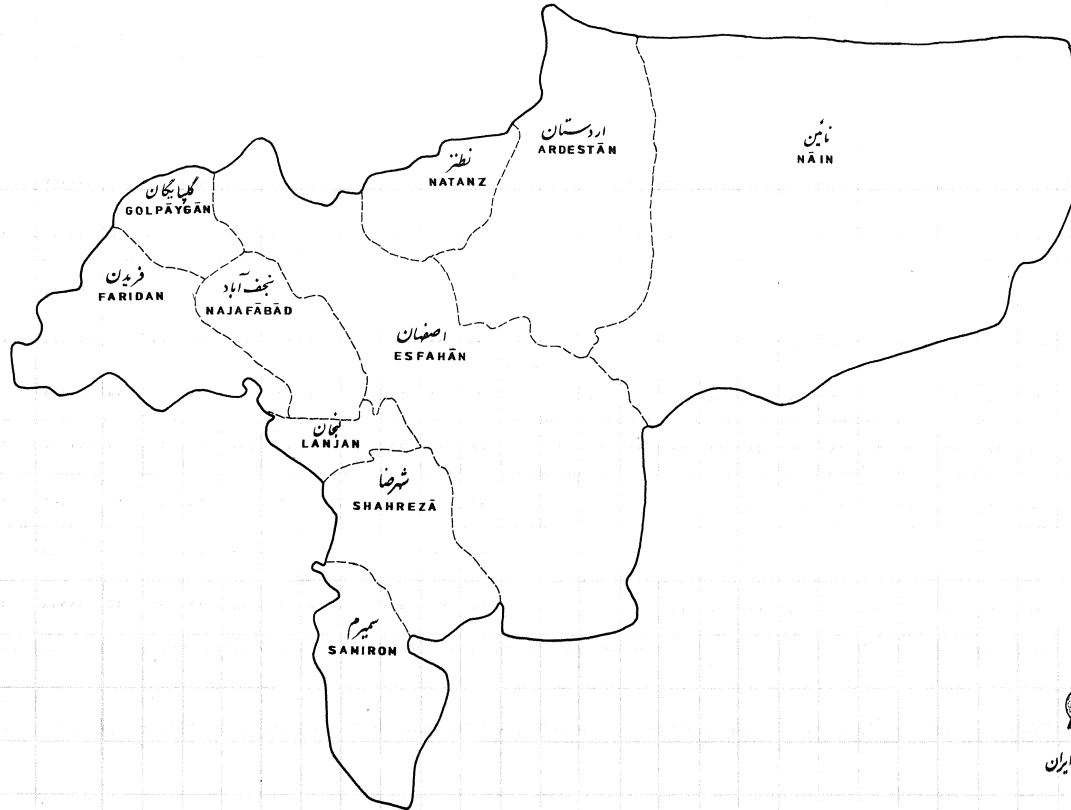 اردستان
ARDESTĀN
نائین
NĀIN
نطنز
NATANZ
گلپایگان
GOLPĀYGĀN
فریدن
FARIDAN
نجف آباد
NAJAFĀBĀD
اصفهان
ESFAHĀN
لنجان
LANJAN
شهرضا
SHAHREZĀ
سمیرم
SAMIROM
ایران